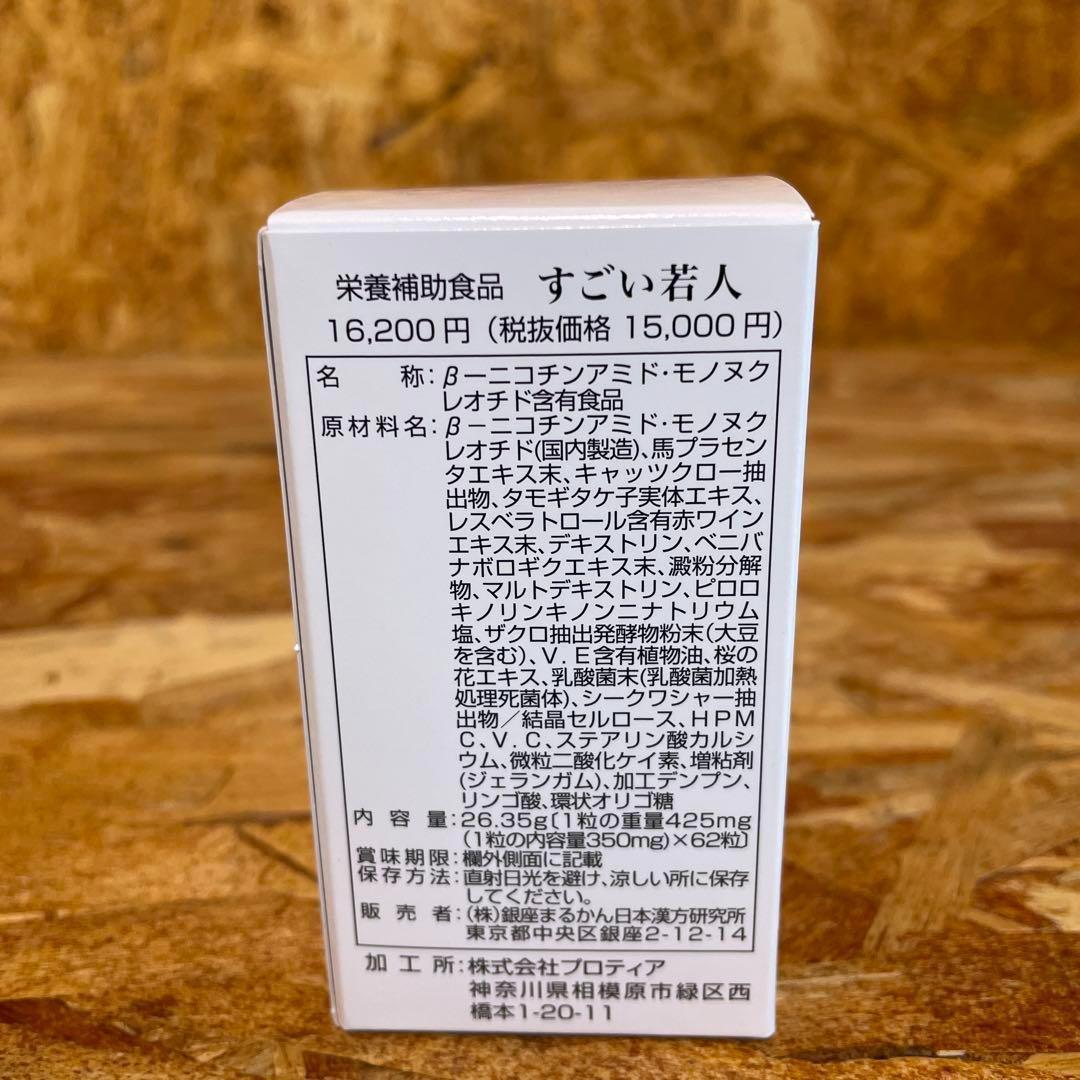 栄養補助食品 すごい若人
16,200円（税抜価格 15,000円）
名称：β－ニコチンアミド・モノヌク
レオチド含有食品
原材料名：β－ニコチンアミド・モノヌク
レオチド(国内製造)、馬プラセン
タエキス末、キャッツクロー抽
出物、タモギタケ子実体エキス、
レスベラトロール含有赤ワイン
エキス末、デキストリン、ベニバ
ナボロギクエキス末、澱粉分解
物、マルトデキストリン、ピロロ
キノリンキノンニナトリウム
塩、ザクロ抽出発酵物粉末(大豆
を含む)、V.E含有植物油、桜の
花エキス、乳酸菌末(乳酸菌加熱
処理死菌体)、シークワシャー抽
出物／結晶セルロース、HPM
C、V.C、ステアリン酸カルシ
ウム、微粒二酸化ケイ素、増粘剤
(ジェランガム)、加工デンプン、
リンゴ酸、環状オリゴ糖
内容量：26.35g〔1粒の重量425mg
(1粒の内容量350mg)×62粒〕
賞味期限：欄外側面に記載
保存方法：直射日光を避け、涼しい所に保存
してください。
販売者：(株)銀座まるかん日本漢方研究所
東京都中央区銀座2-12-14
加工所：株式会社プロティア
神奈川県相模原市緑区西
橋本1-20-11